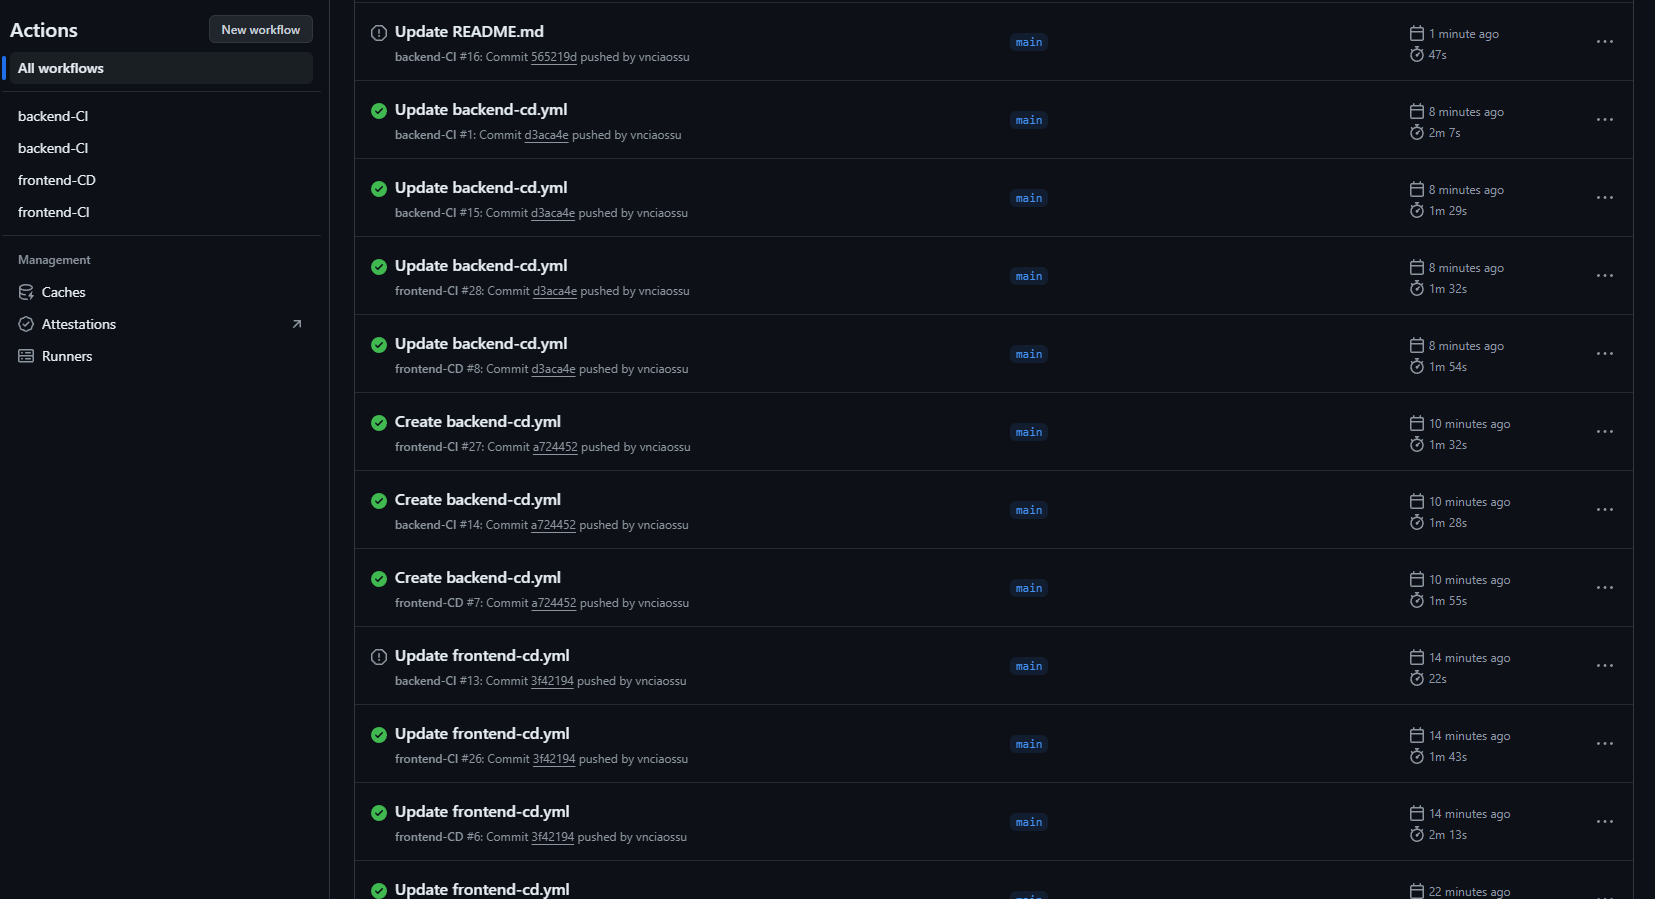 Actions
New workflow
All workflows
backend-CI
backend-CI
frontend-CD
frontend-CI
Management
Caches
Attestations
Runners
Update README.md
backend-CI #16: Commit 565219d pushed by vnciaossu
main
1 minute ago
47s
Update backend-cd.yml
backend-CI #1: Commit d3aca4e pushed by vnciaossu
main
8 minutes ago
2m 7s
Update backend-cd.yml
backend-CI #15: Commit d3aca4e pushed by vnciaossu
main
8 minutes ago
1m 29s
Update backend-cd.yml
frontend-CI #28: Commit d3aca4e pushed by vnciaossu
main
8 minutes ago
1m 32s
Update backend-cd.yml
frontend-CD #8: Commit d3aca4e pushed by vnciaossu
main
8 minutes ago
1m 54s
Create backend-cd.yml
frontend-CI #27: Commit a724452 pushed by vnciaossu
main
10 minutes ago
1m 32s
Create backend-cd.yml
backend-CI #14: Commit a724452 pushed by vnciaossu
main
10 minutes ago
1m 28s
Create backend-cd.yml
frontend-CD #7: Commit a724452 pushed by vnciaossu
main
10 minutes ago
1m 55s
Update frontend-cd.yml
backend-CI #13: Commit 3f42194 pushed by vnciaossu
main
14 minutes ago
22s
Update frontend-cd.yml
frontend-CI #26: Commit 3f42194 pushed by vnciaossu
main
14 minutes ago
1m 43s
Update frontend-cd.yml
frontend-CD #6: Commit 3f42194 pushed by vnciaossu
main
14 minutes ago
2m 13s
Update frontend-cd.yml
main
22 minutes ago